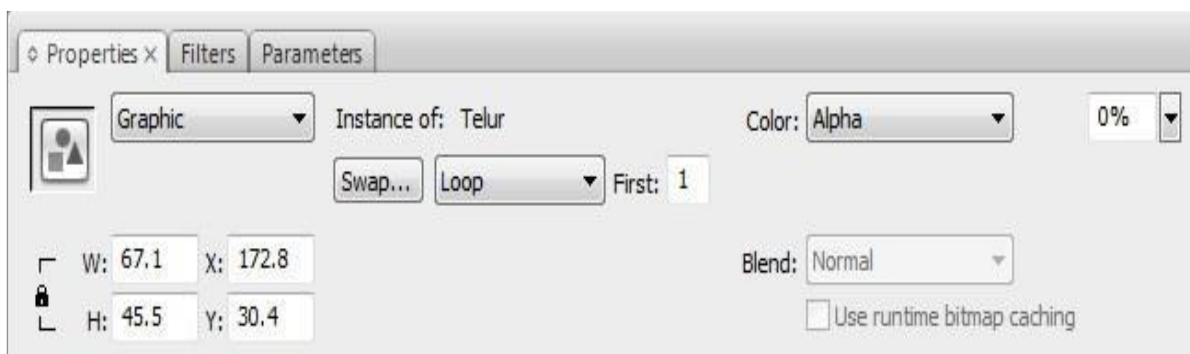 Properties Filters Parameters
Graphic Instance of: Telur Color: Alpha 0%
Swap... Loop First: 1
W: 67.1 X: 172.8 Blend: Normal
H: 45.5 Y: 30.4 Use runtime bitmap caching